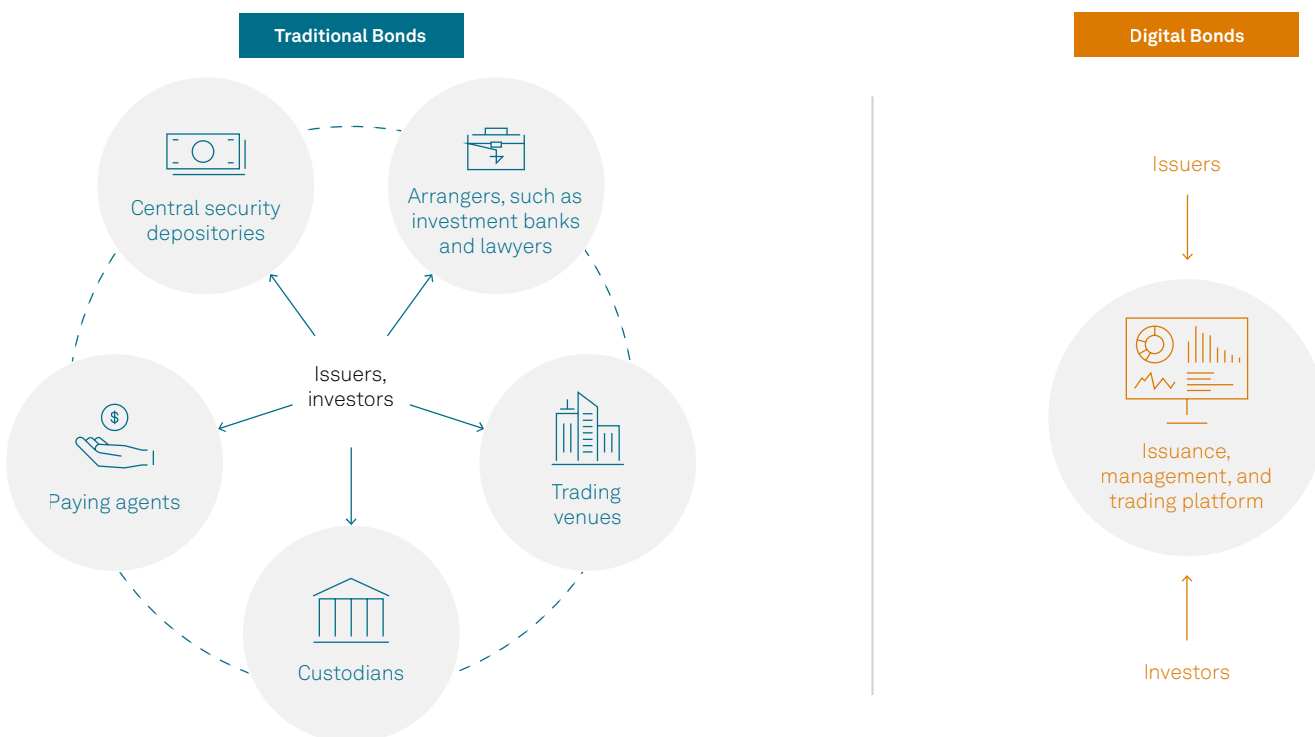 Traditional Bonds
Central security
depositories
Arrangers, such as
investment banks
and lawyers
Issuers,
investors
$
Paying agents
Trading
venues
Custodians
Digital Bonds
Issuers
Issuance,
management, and
trading platform
Investors